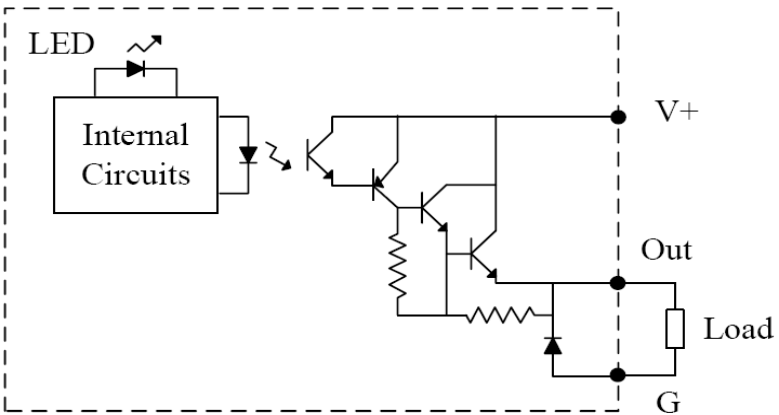 LED
Internal
Circuits
V+
Out
Load
G